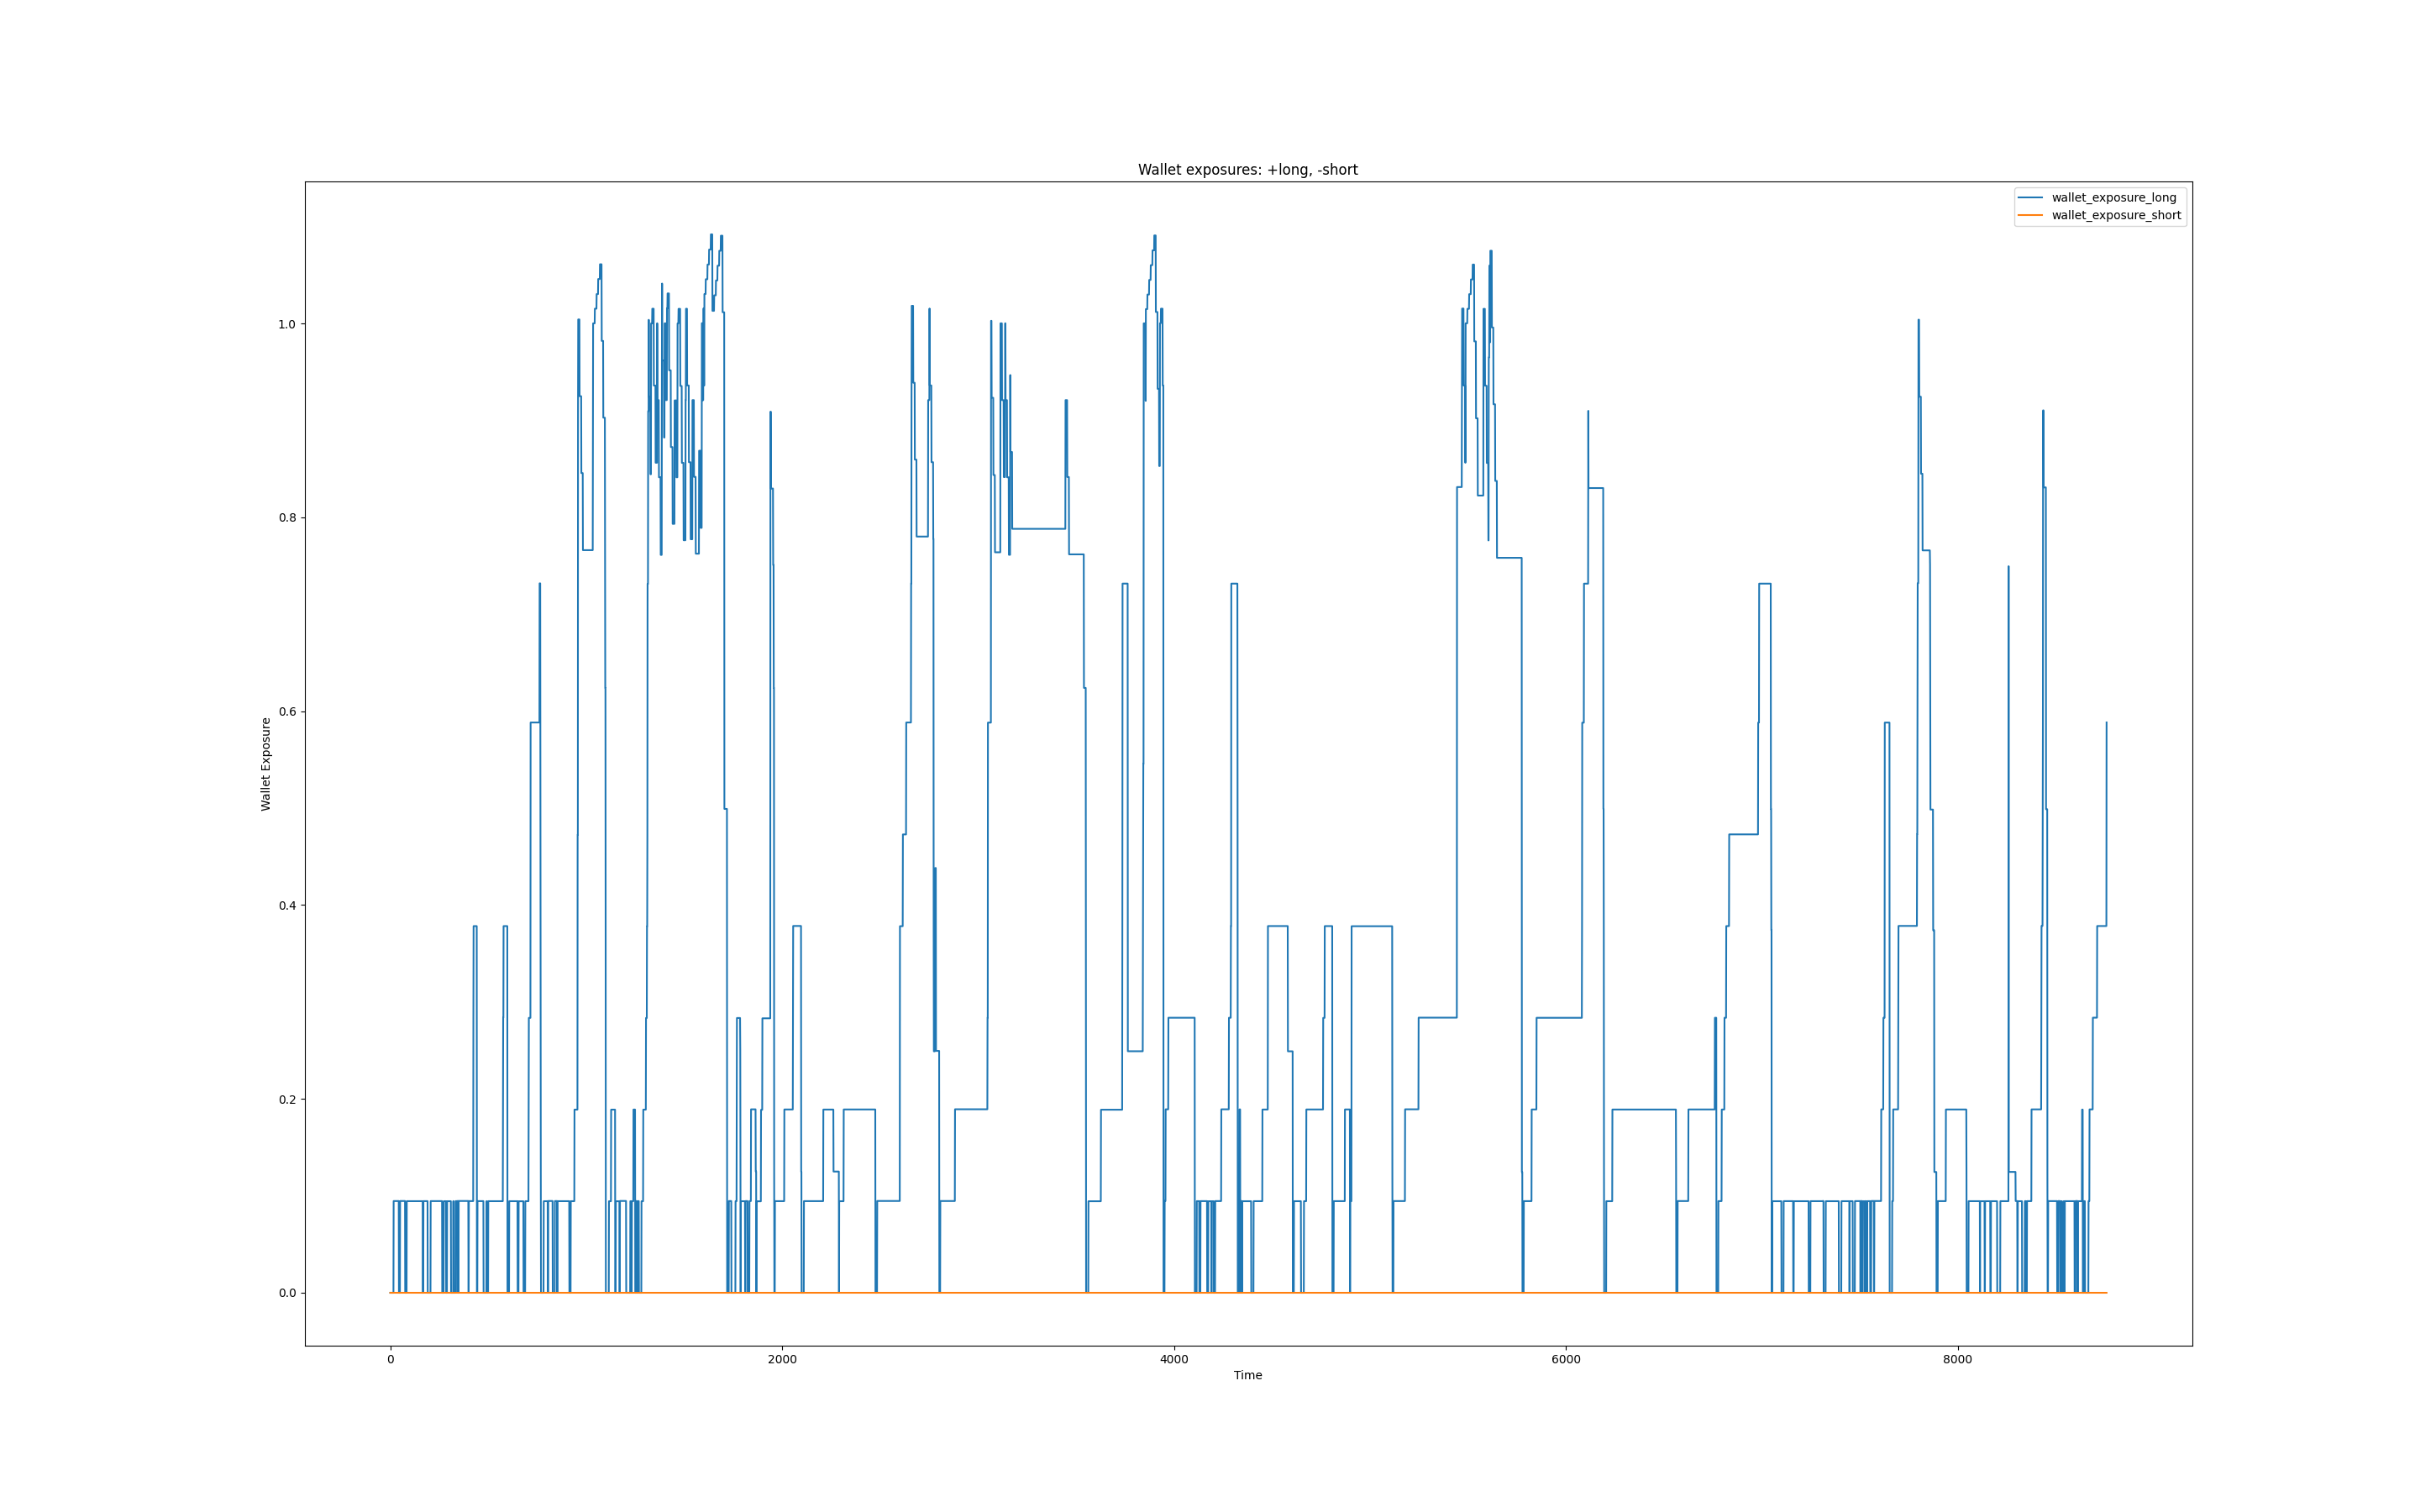 Wallet exposures: +long, -short
wallet_exposure_long
wallet_exposure_short
1.0
0.8
0.6
0.4
0.2
0.0
Wallet Exposure
0 2000 4000 6000 8000
Time